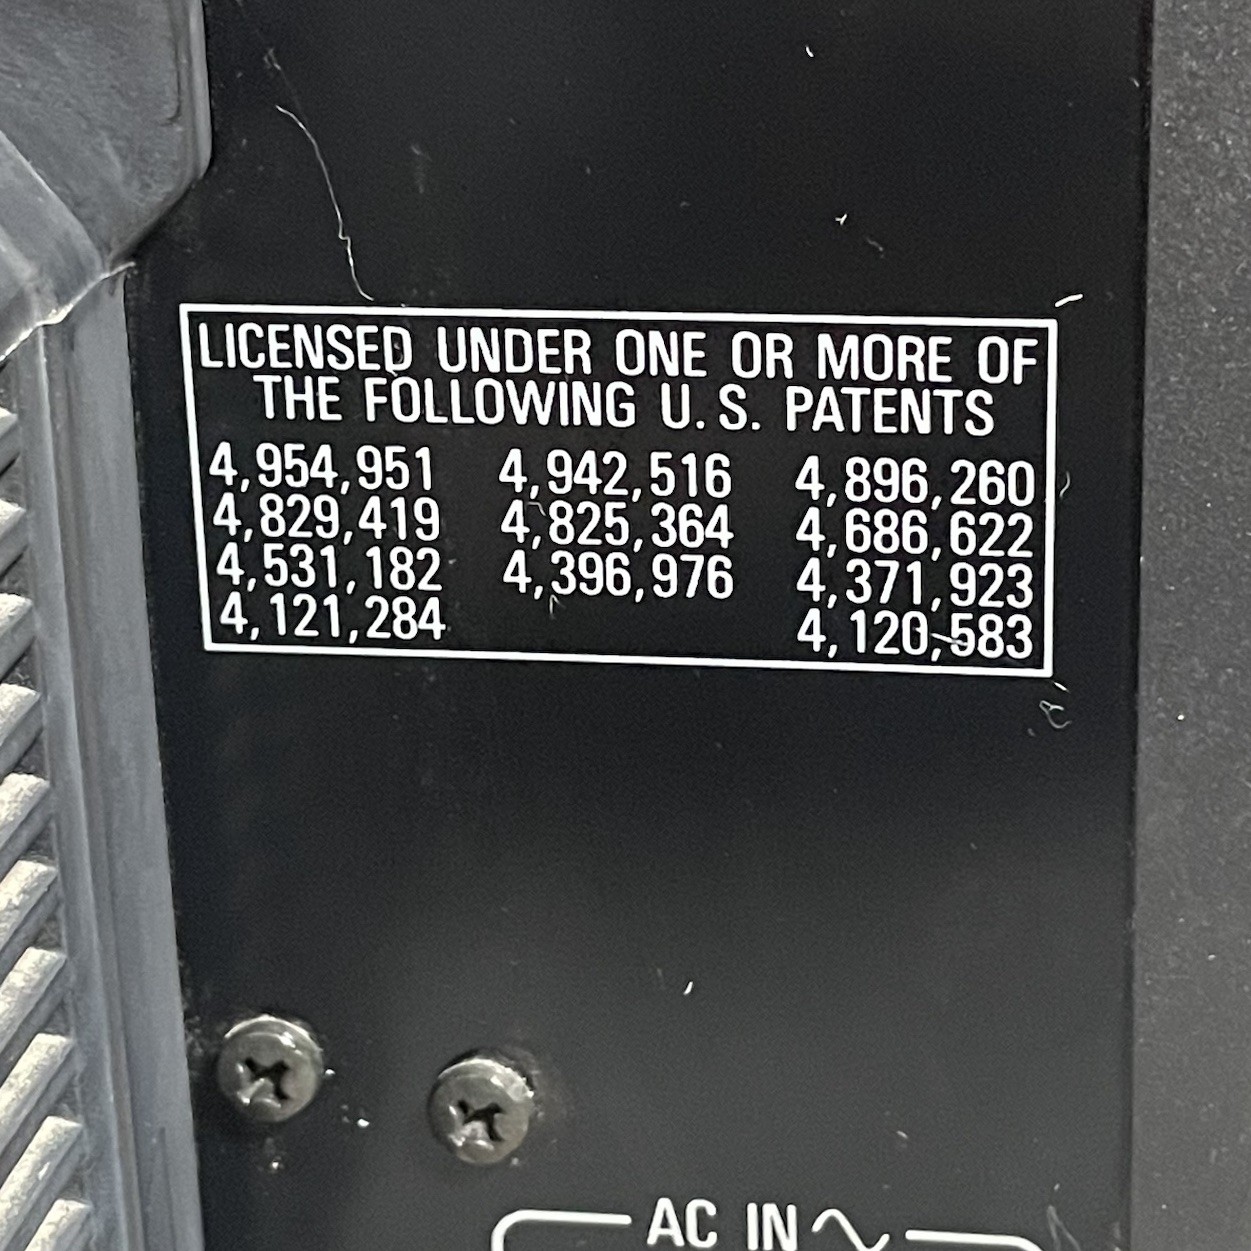 LICENSED UNDER ONE OR MORE OF
THE FOLLOWING U.S. PATENTS
4,954,951 4,942,516 4,896,260
4,829,419 4,825,364 4,686,622
4,531,182 4,396,976 4,371,923
4,121,284 4,120,583
AC IN